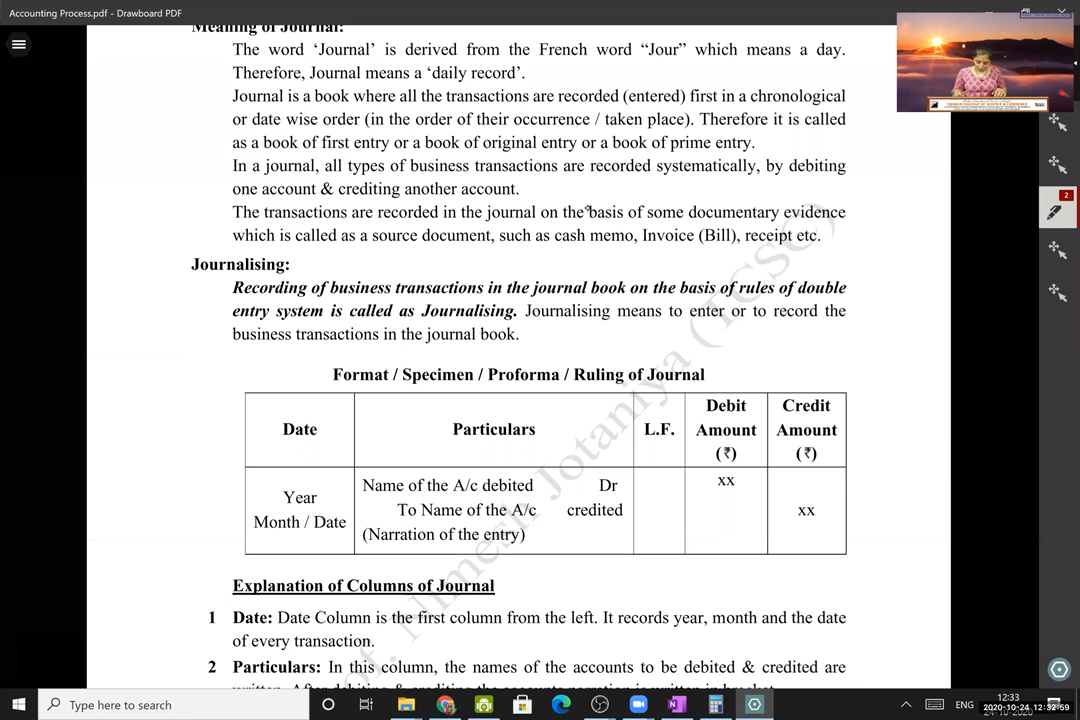 Accounting Process.pdf - Drawboard PDF
Meaning of Journal:
The word ‘Journal’ is derived from the French word “Jour” which means a day.
Therefore, Journal means a ‘daily record’.
Journal is a book where all the transactions are recorded (entered) first in a chronological
or date wise order (in the order of their occurrence / taken place). Therefore it is called
as a book of first entry or a book of original entry or a book of prime entry.
In a journal, all types of business transactions are recorded systematically, by debiting
one account & crediting another account.
The transactions are recorded in the journal on the basis of some documentary evidence
which is called as a source document, such as cash memo, Invoice (Bill), receipt etc.
Journalising:
Recording of business transactions in the journal book on the basis of rules of double
entry system is called as Journalising. Journalising means to enter or to record the
business transactions in the journal book.
Format / Specimen / Proforma / Ruling of Journal
Date Particulars L.F. Debit Amount (₹) Credit Amount (₹)
Year
Month / Date
Name of the A/c debited Dr xx
To Name of the A/c credited xx
(Narration of the entry)
Explanation of Columns of Journal
1 Date: Date Column is the first column from the left. It records year, month and the date
of every transaction.
2 Particulars: In this column, the names of the accounts to be debited & credited are
Prof. Nimesh Jotaniya (TCSC)
2
Type here to search
ENG
12:33
2020-10-24 12:32:59